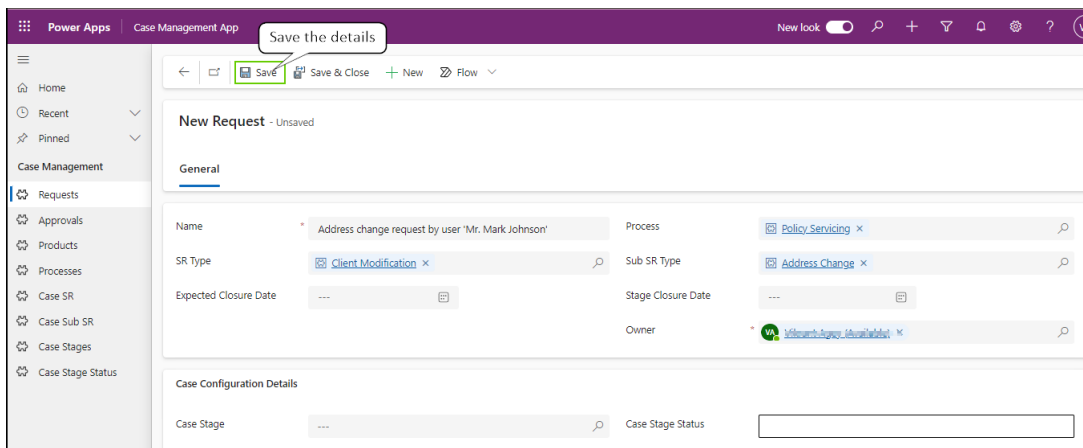 Power Apps Case Management App New look
Save the details
Save Save & Close + New Flow
Home
Recent
Pinned
Case Management
Requests
Approvals
Products
Processes
Case SR
Case Sub SR
Case Stages
Case Stage Status
New Request - Unsaved
General
Name * Address change request by user 'Mr. Mark Johnson' Process Policy Servicing ×
SR Type Client Modification × Sub SR Type Address Change ×
Expected Closure Date --- Stage Closure Date ---
Owner * VA
Case Configuration Details
Case Stage --- Case Stage Status